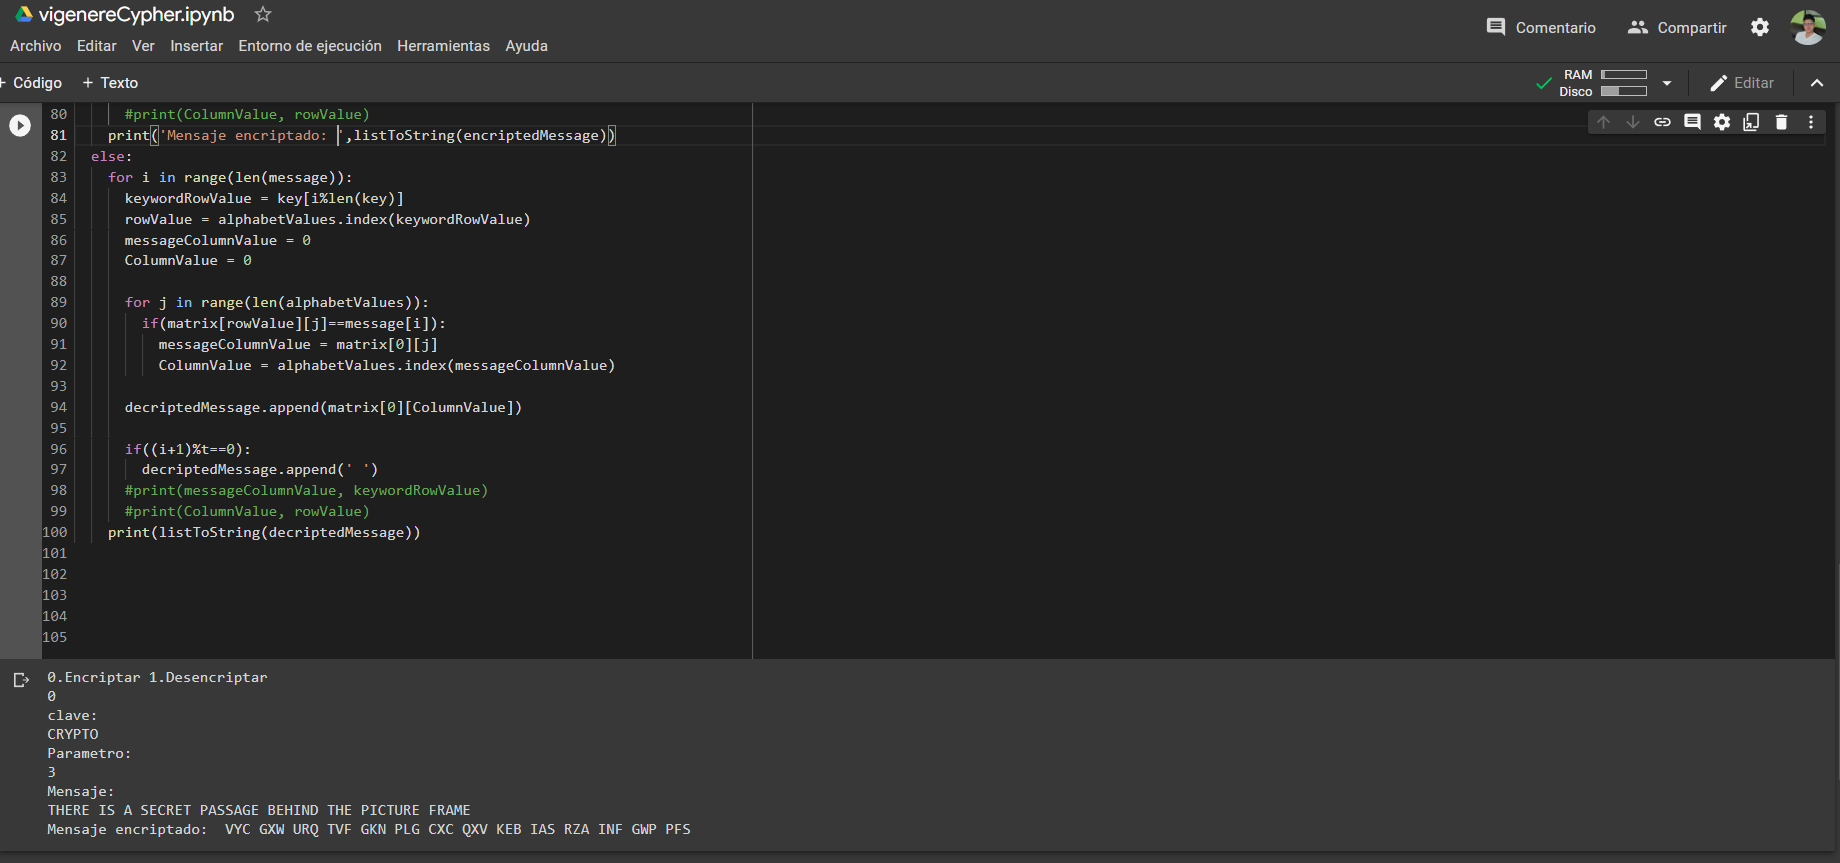 vigenereCypher.ipynb
Archivo Editar Ver Insertar Entorno de ejecución Herramientas Ayuda
Comentario Compartir
+ Código + Texto
RAM
Disco
Editar
80 #print(ColumnValue, rowValue)
81 print('Mensaje encriptado: ',listToString(encriptedMessage))
82 else:
83 for i in range(len(message)):
84 keywordRowValue = key[i%len(key)]
85 rowValue = alphabetValues.index(keywordRowValue)
86 messageColumnValue = 0
87 ColumnValue = 0
88
89 for j in range(len(alphabetValues)):
90 if(matrix[rowValue][j]==message[i]):
91 messageColumnValue = matrix[0][j]
92 ColumnValue = alphabetValues.index(messageColumnValue)
93
94 decriptedMessage.append(matrix[0][ColumnValue])
95
96 if((i+1)%t==0):
97 decriptedMessage.append(' ')
98 #print(messageColumnValue, keywordRowValue)
99 #print(ColumnValue, rowValue)
100 print(listToString(decriptedMessage))
101
102
103
104
105
0.Encriptar 1.Desencriptar
0
clave:
CRYPTO
Parametro:
3
Mensaje:
THERE IS A SECRET PASSAGE BEHIND THE PICTURE FRAME
Mensaje encriptado:  VYC GXW URQ TVF GKN PLG CXC QXV KEB IAS RZA INF GWP PFS